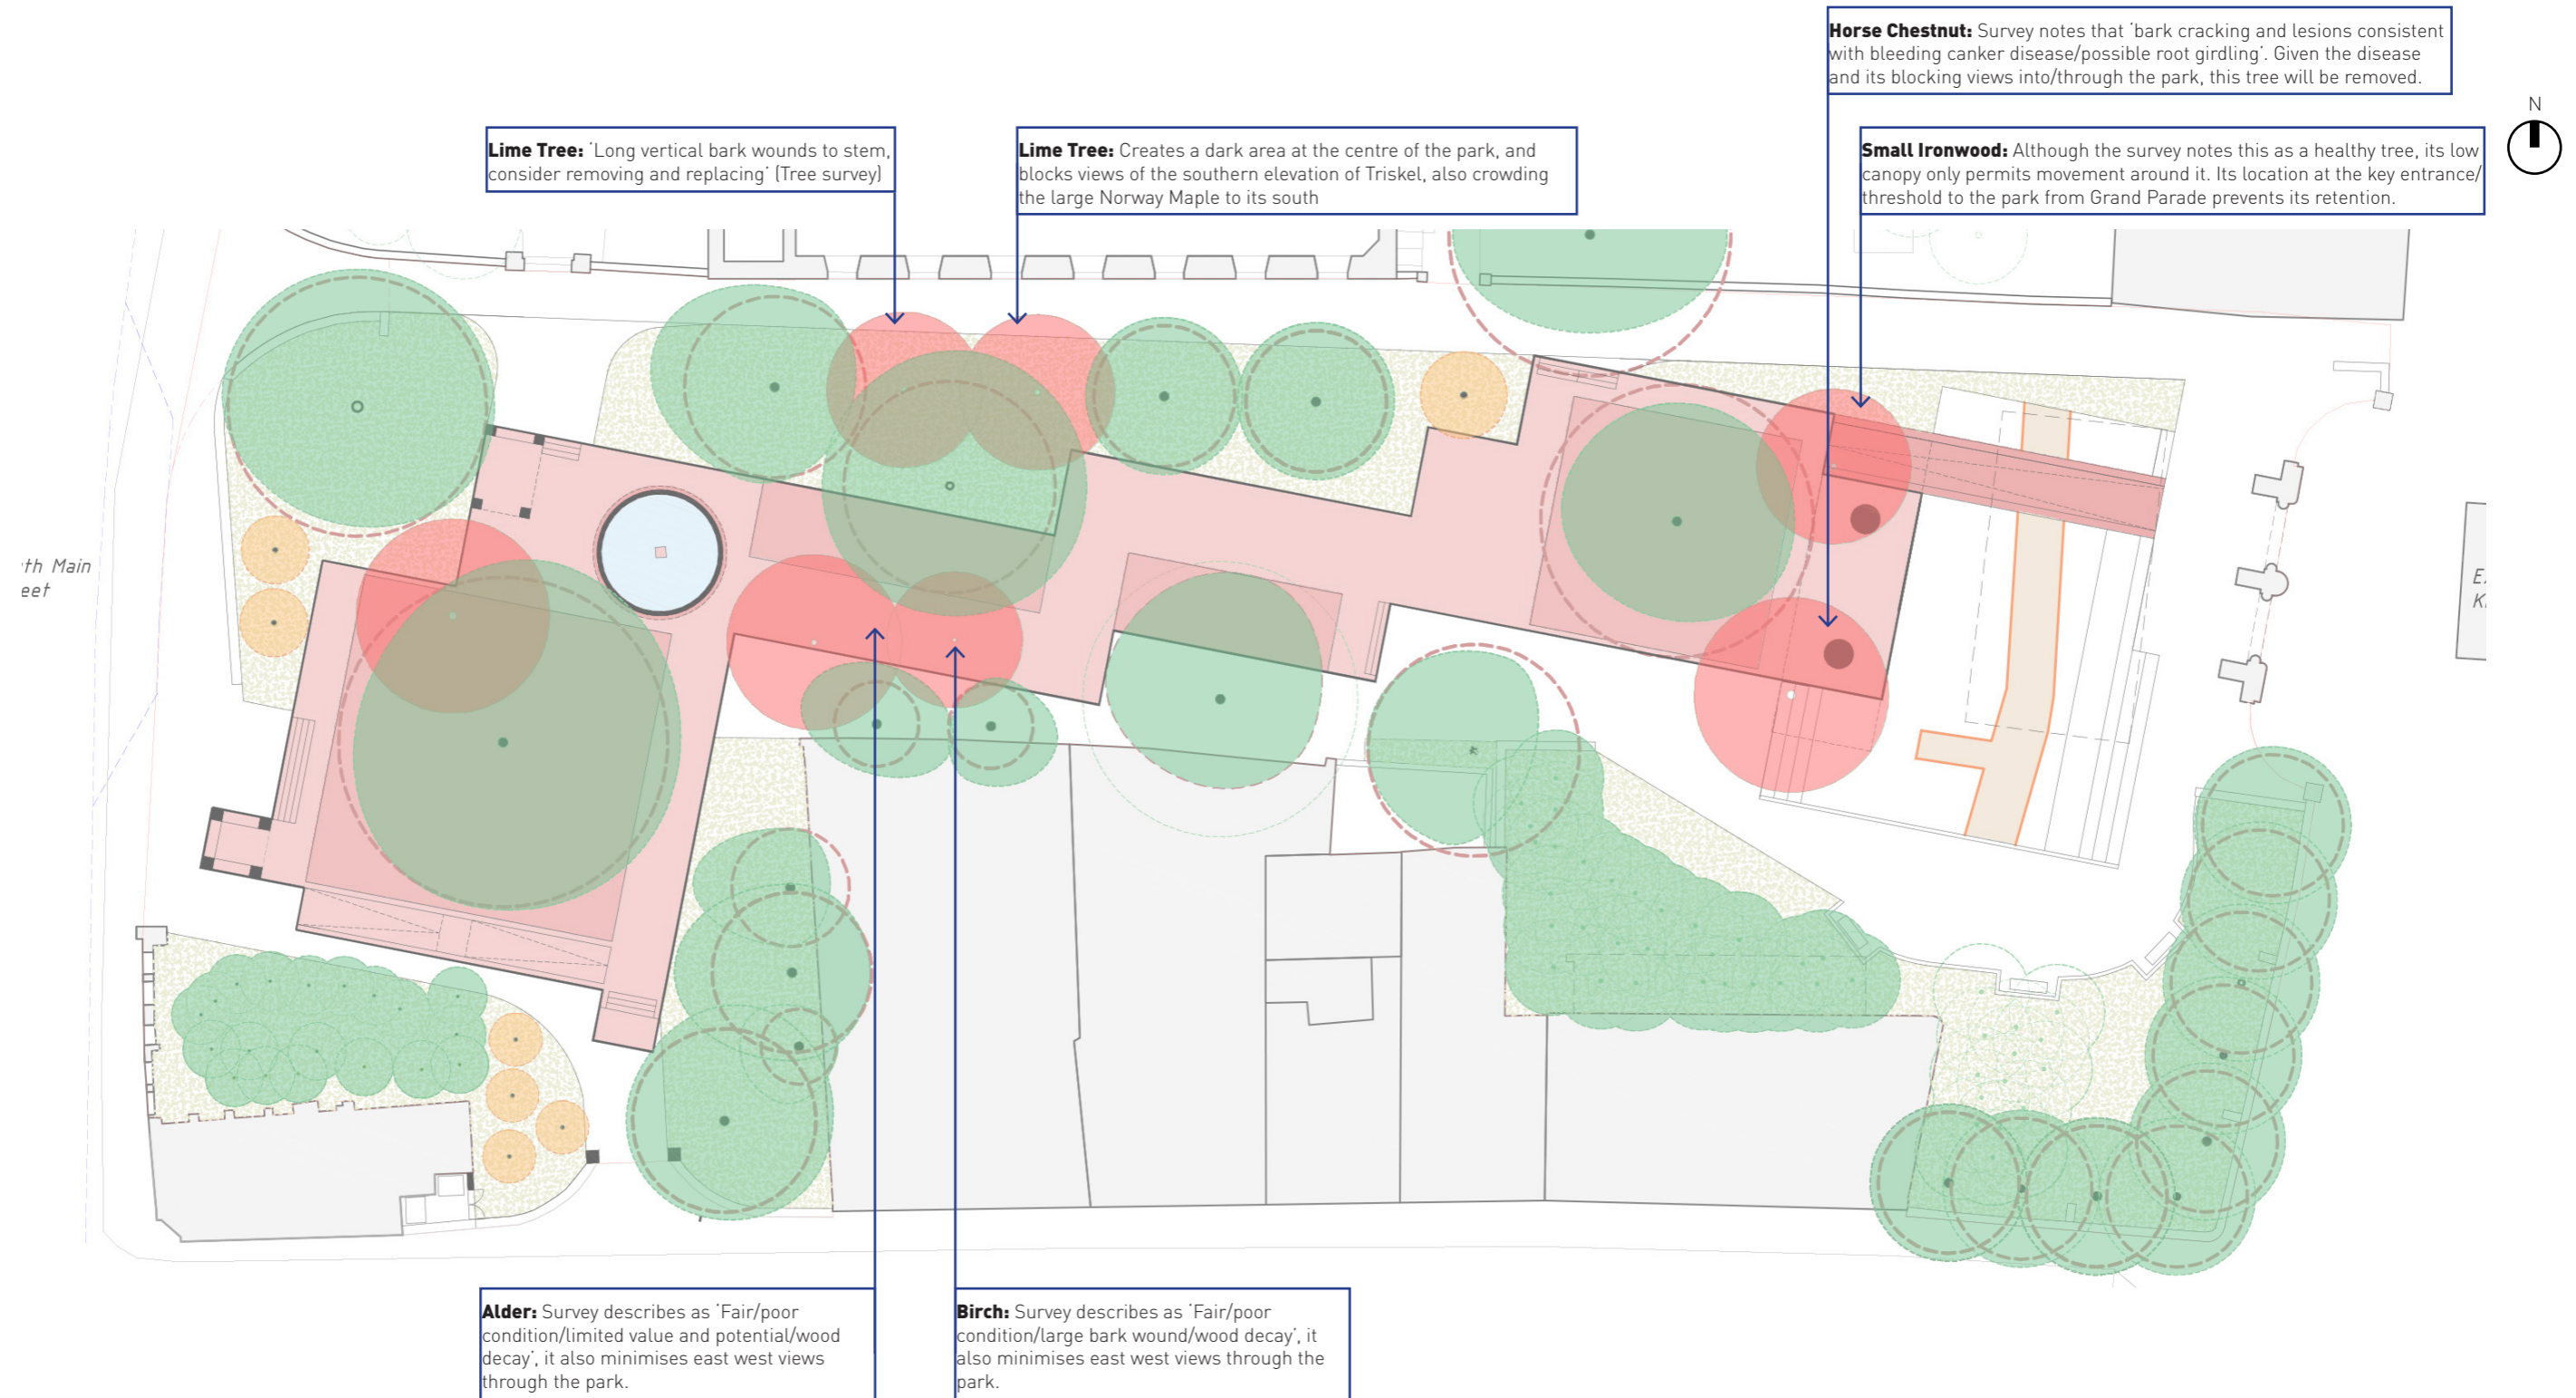 Horse Chestnut: Survey notes that 'bark cracking and lesions consistent
with bleeding canker disease/possible root girdling'. Given the disease
and its blocking views into/through the park, this tree will be removed.
N
Lime Tree: 'Long vertical bark wounds to stem,
consider removing and replacing' (Tree survey)
Lime Tree: Creates a dark area at the centre of the park, and
blocks views of the southern elevation of Triskel, also crowding
the large Norway Maple to its south
Small Ironwood: Although the survey notes this as a healthy tree, its low
canopy only permits movement around it. Its location at the key entrance/
threshold to the park from Grand Parade prevents its retention.
th Main
eet
E
K
Alder: Survey describes as 'Fair/poor
condition/limited value and potential/wood
decay', it also minimises east west views
through the park.
Birch: Survey describes as 'Fair/poor
condition/large bark wound/wood decay', it
also minimises east west views through the
park.